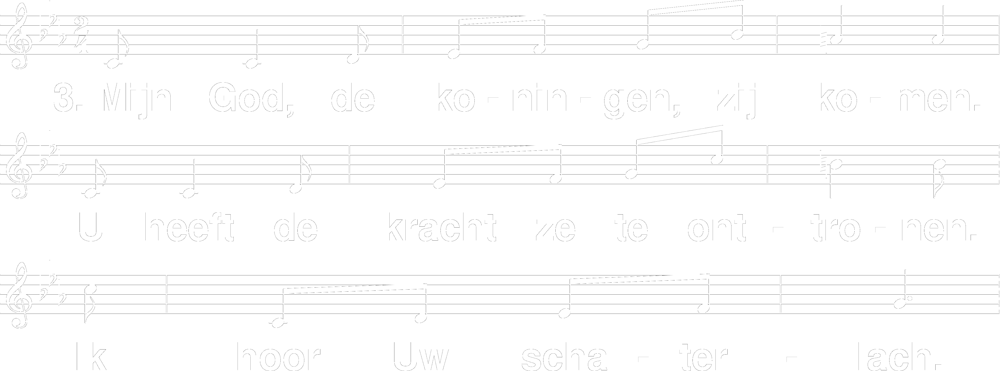 3. Mijn God, de ko - nin - gen, zij ko - men.
U heeft de kracht ze te ont - tro - nen.
Ik hoor Uw scha - ter - lach.